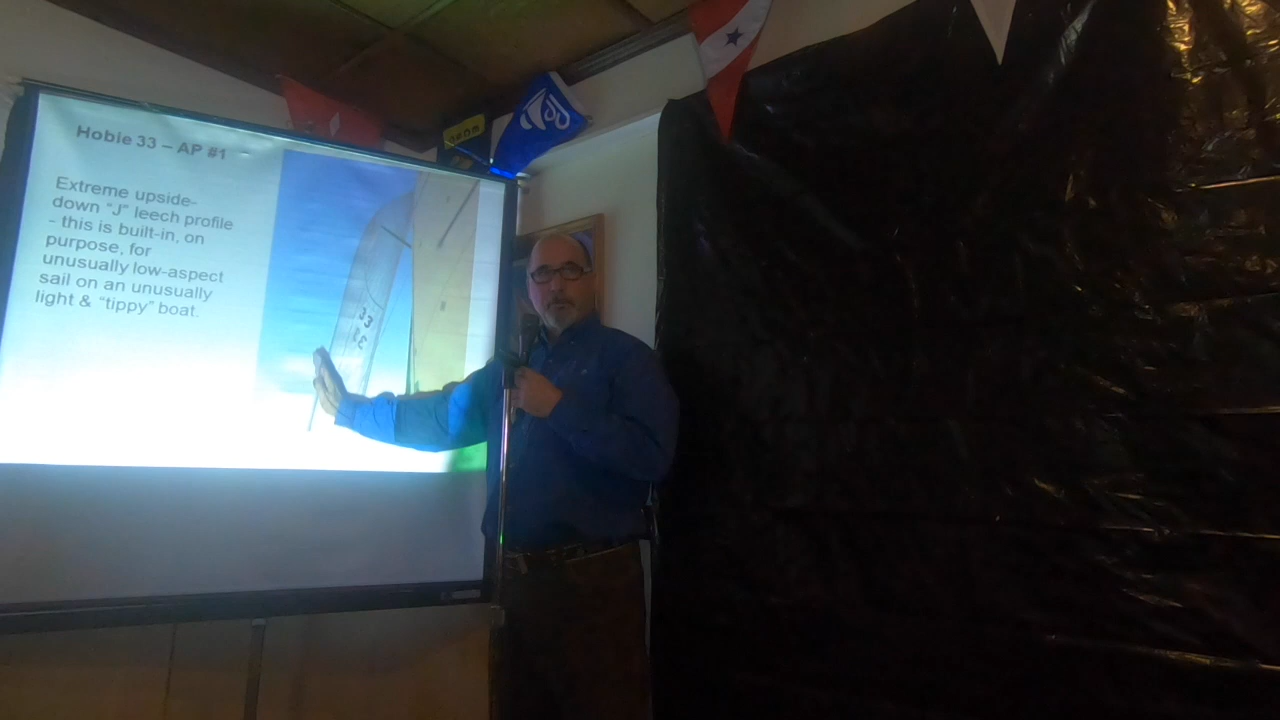 Hobie 33 – AP #1
Extreme upside-
down “J” leech profile
- this is built-in, on
purpose, for
unusually low-aspect
sail on an unusually
light & “tippy” boat.
33
33